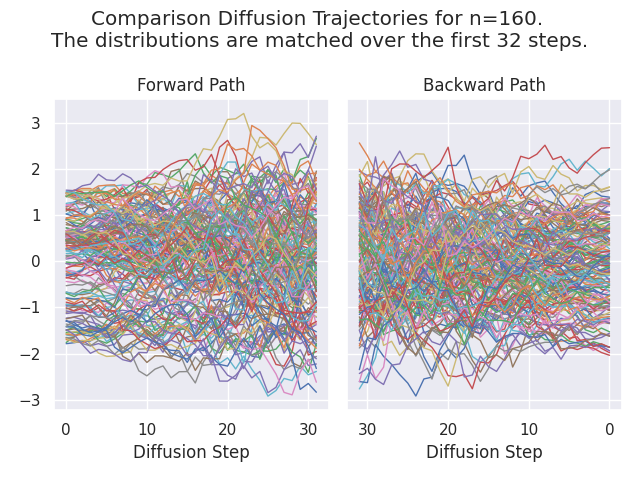 Comparison Diffusion Trajectories for n=160.
The distributions are matched over the first 32 steps.
Forward Path
Backward Path
3
2
1
0
−1
−2
−3
0 10 20 30
30 20 10 0
Diffusion Step
Diffusion Step